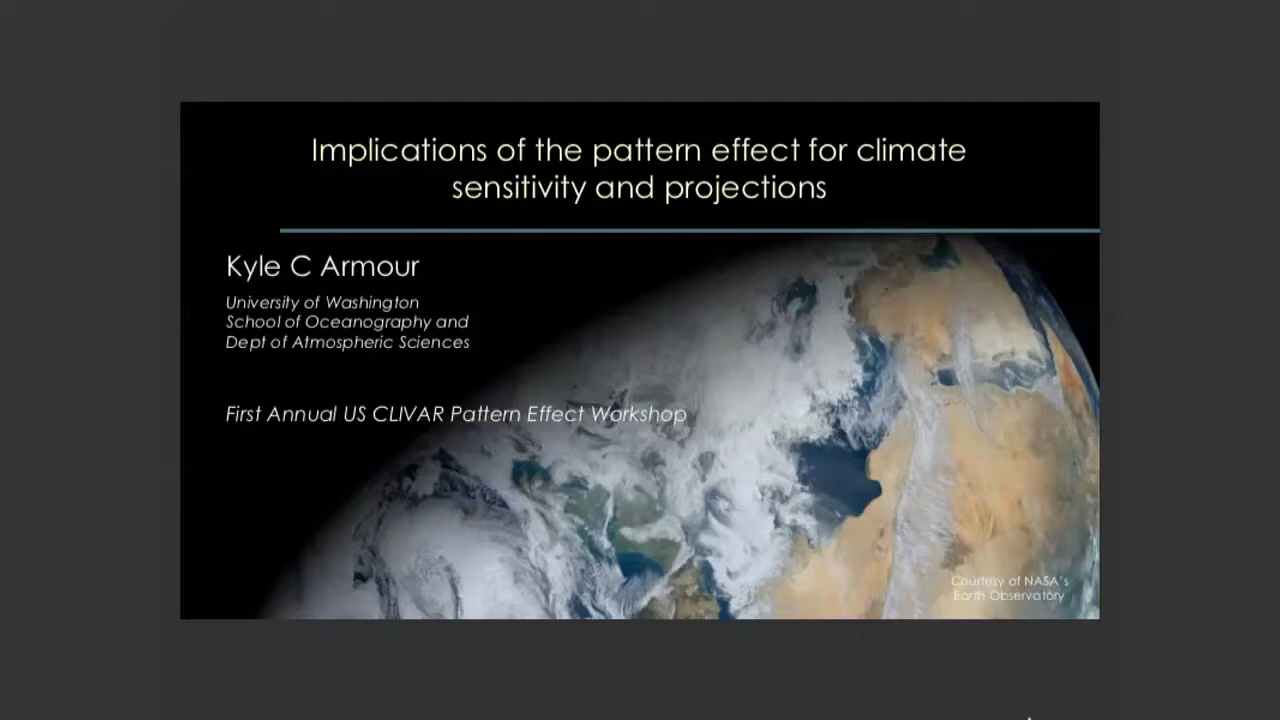 Implications of the pattern effect for climate
sensitivity and projections
Kyle C Armour
University of Washington
School of Oceanography and
Dept of Atmospheric Sciences
First Annual US CLIVAR Pattern Effect Workshop
Courtesy of NASA's
Earth Observatory